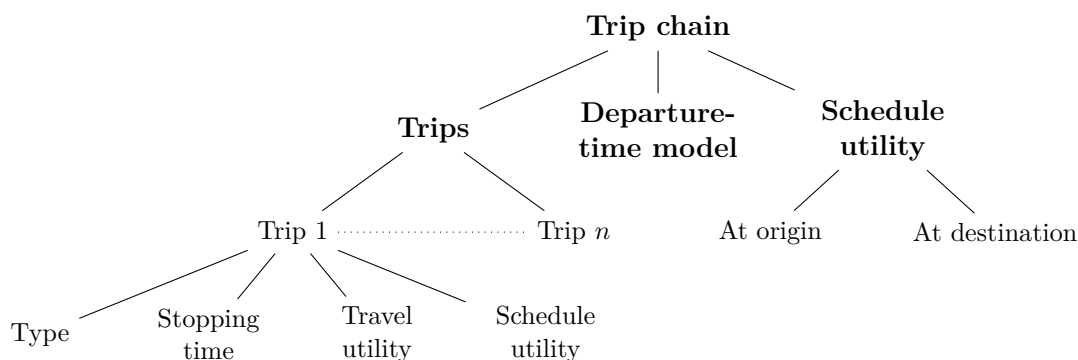 Trip chain
Trips
Departure-
time model
Schedule
utility
Trip 1
Trip n
At origin
At destination
Type
Stopping
time
Travel
utility
Schedule
utility